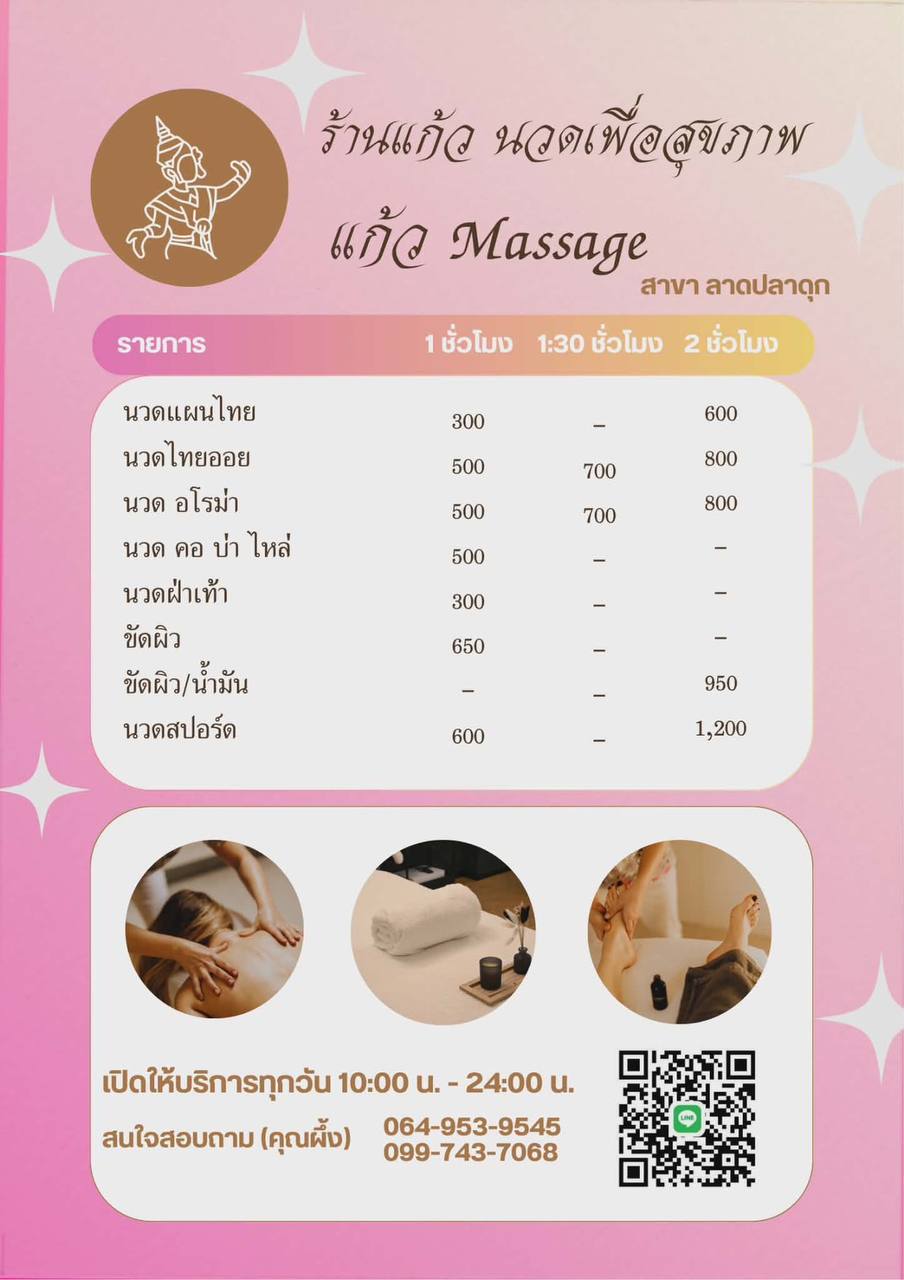 ร้านแก้ว นวดเพื่อสุขภาพ
แก้ว Massage
สาขา ลาดปลาดุก
รายการ 1 ชั่วโมง 1:30 ชั่วโมง 2 ชั่วโมง
นวดแผนไทย 300 – 600
นวดไทยออย 500 700 800
นวด อโรม่า 500 700 800
นวด คอ บ่า ไหล่ 500 – –
นวดฝ่าเท้า 300 – –
ขัดผิว 650 – –
ขัดผิว/น้ำมัน – – 950
นวดสปอร์ต 600 – 1,200
เปิดให้บริการทุกวัน 10:00 น. - 24:00 น.
สนใจสอบถาม (คุณผึ้ง) 064-953-9545
099-743-7068
LINE